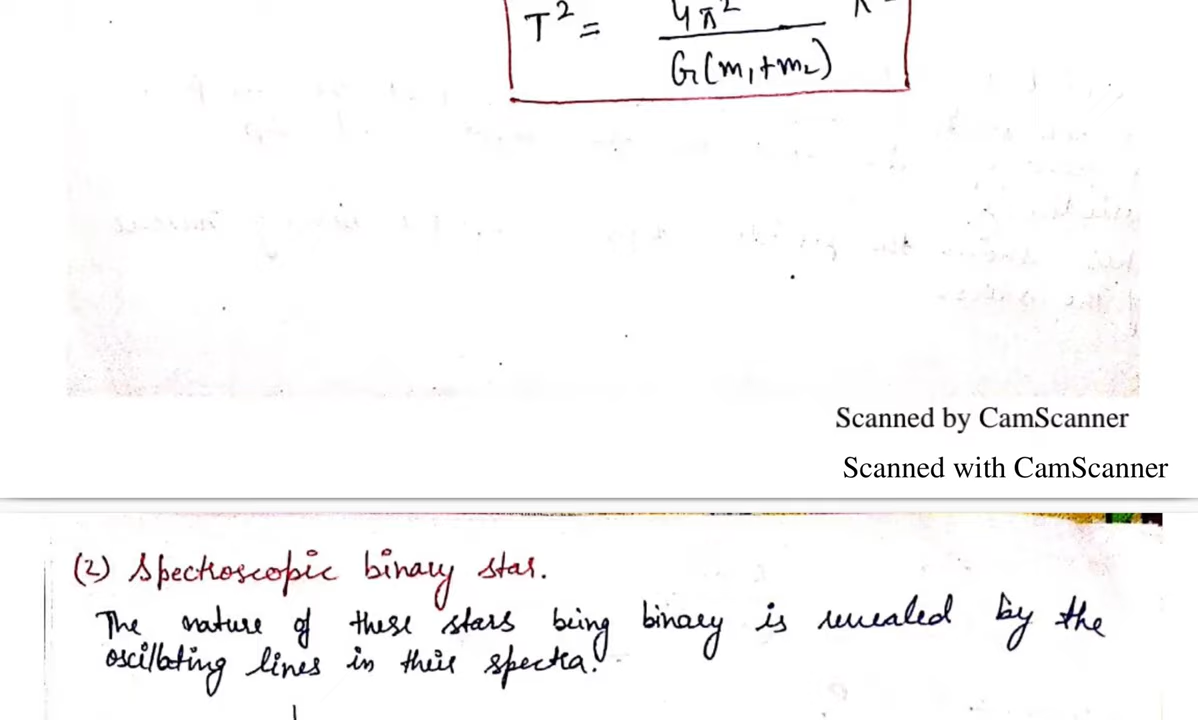 T² = 4π²
G(m₁+m₂)
Scanned by CamScanner
Scanned with CamScanner
(2) Spectroscopic binary star.
The nature of these stars being binary is revealed by the
oscillating lines in their spectra.